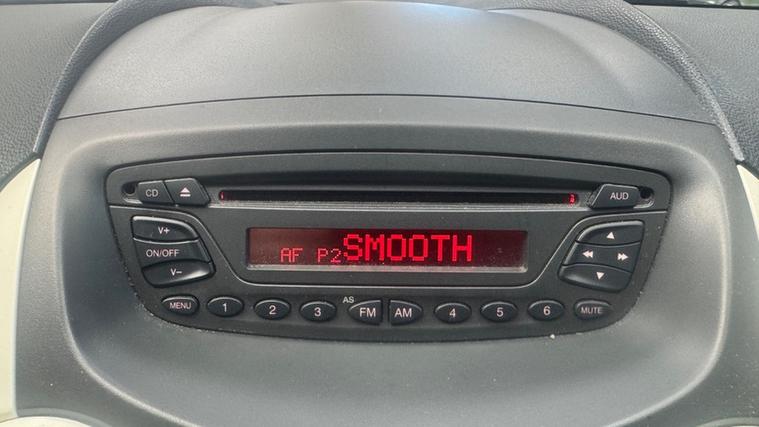 CD ⏏ AUD
V+
ON/OFF
V−
AF P2 SMOOTH
▲
◀◀ ▶▶
▼
MENU 1 2 3 AS FM AM 4 5 6 MUTE